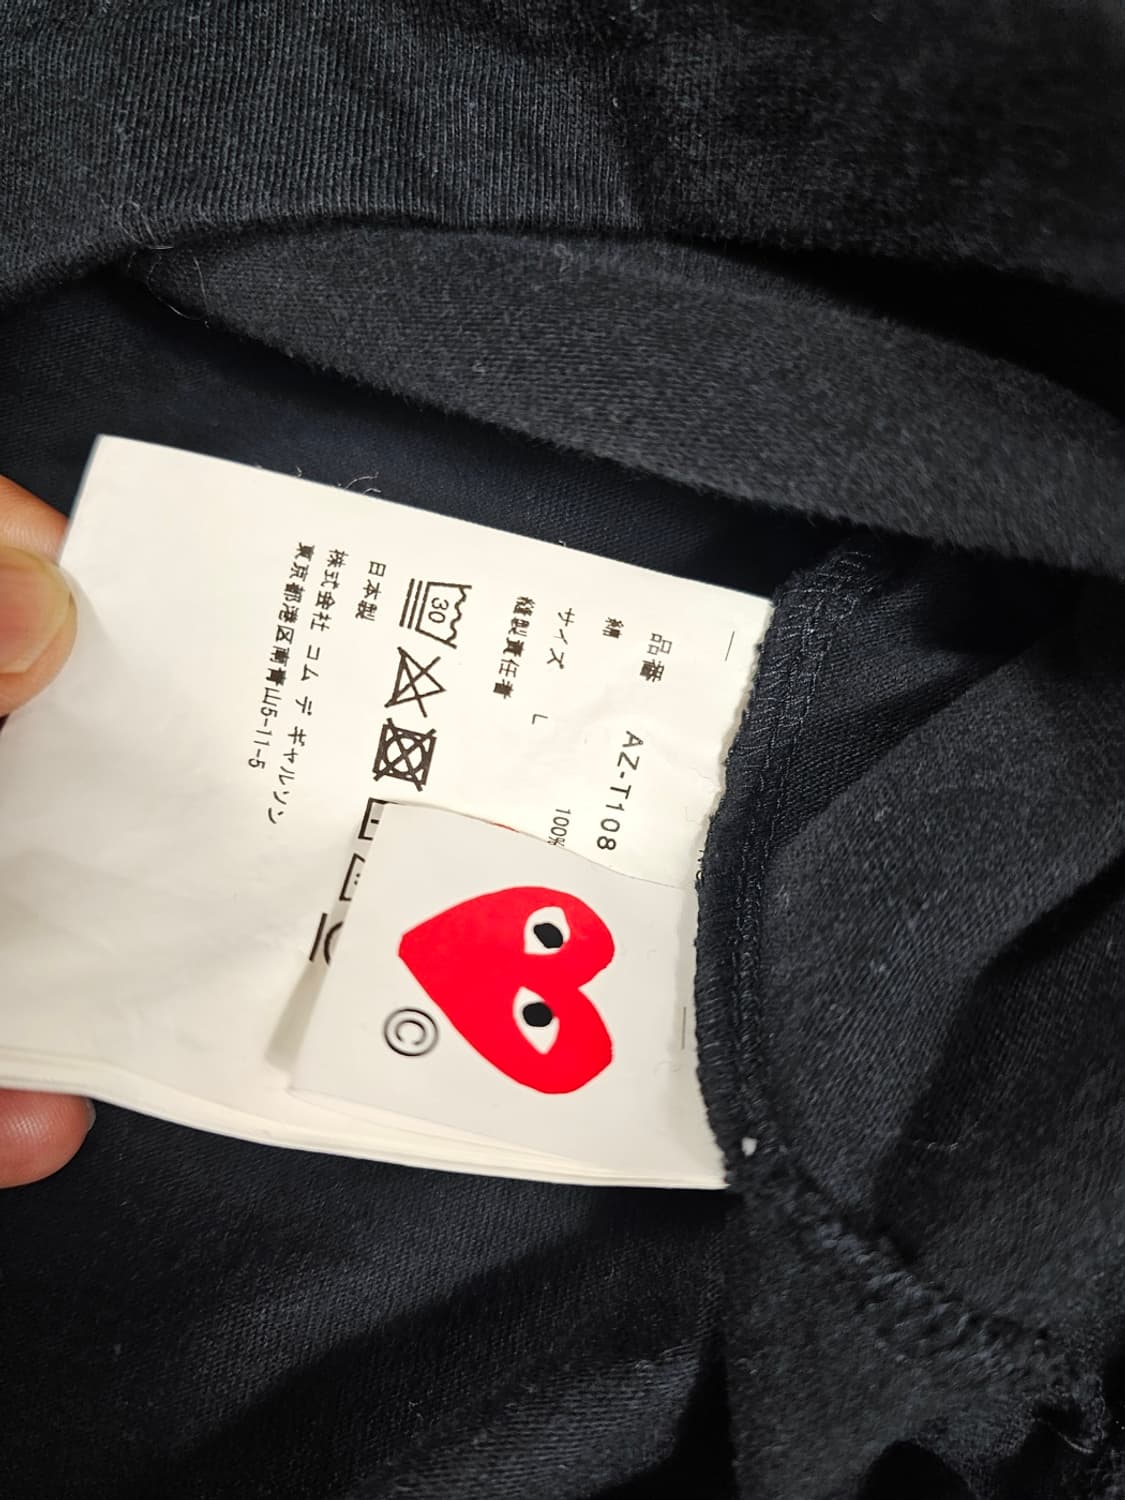 品番 AZ-T108
綿 100%
サイズ L
縫製責任者
30
日本製
株式会社 コム デ ギャルソン
東京都港区南青山5-11-5
©